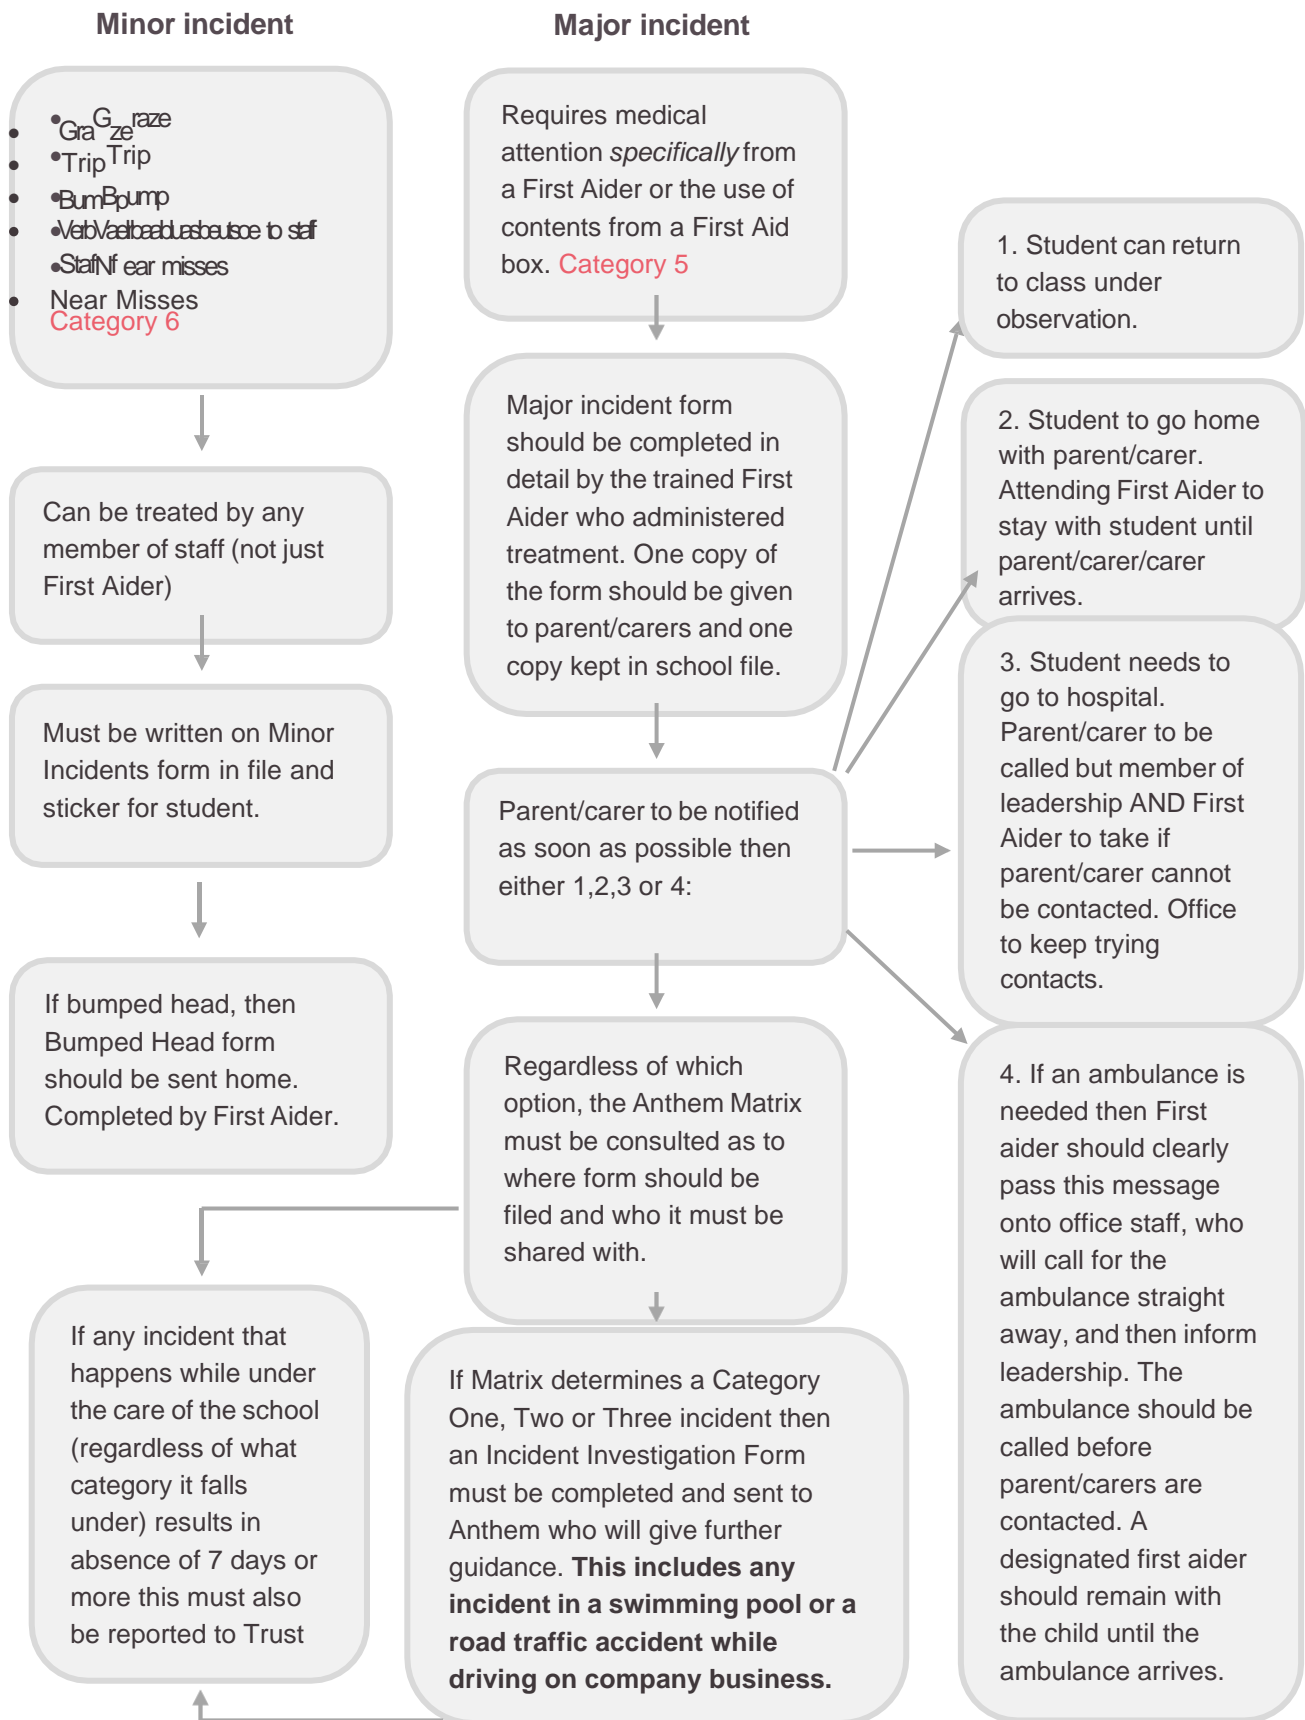 Minor incident
Graze
Trip
Bump
to staff
Near misses
Near Misses
Category 6
Can be treated by any
member of staff (not just
First Aider)
Must be written on Minor
Incidents form in file and
sticker for student.
If bumped head, then
Bumped Head form
should be sent home.
Completed by First Aider.
If any incident that
happens while under
the care of the school
(regardless of what
category it falls
under) results in
absence of 7 days or
more this must also
be reported to Trust
Major incident
Requires medical
attention specifically from
a First Aider or the use of
contents from a First Aid
box. Category 5
Major incident form
should be completed in
detail by the trained First
Aider who administered
treatment. One copy of
the form should be given
to parent/carers and one
copy kept in school file.
Parent/carer to be notified
as soon as possible then
either 1,2,3 or 4:
Regardless of which
option, the Anthem Matrix
must be consulted as to
where form should be
filed and who it must be
shared with.
If Matrix determines a Category
One, Two or Three incident then
an Incident Investigation Form
must be completed and sent to
Anthem who will give further
guidance. This includes any
incident in a swimming pool or a
road traffic accident while
driving on company business.
1. Student can return
to class under
observation.
2. Student to go home
with parent/carer.
Attending First Aider to
stay with student until
parent/carer/carer
arrives.
3. Student needs to
go to hospital.
Parent/carer to be
called but member of
leadership AND First
Aider to take if
parent/carer cannot
be contacted. Office
to keep trying
contacts.
4. If an ambulance is
needed then First
aider should clearly
pass this message
onto office staff, who
will call for the
ambulance straight
away, and then inform
leadership. The
ambulance should be
called before
parent/carers are
contacted. A
designated first aider
should remain with
the child until the
ambulance arrives.